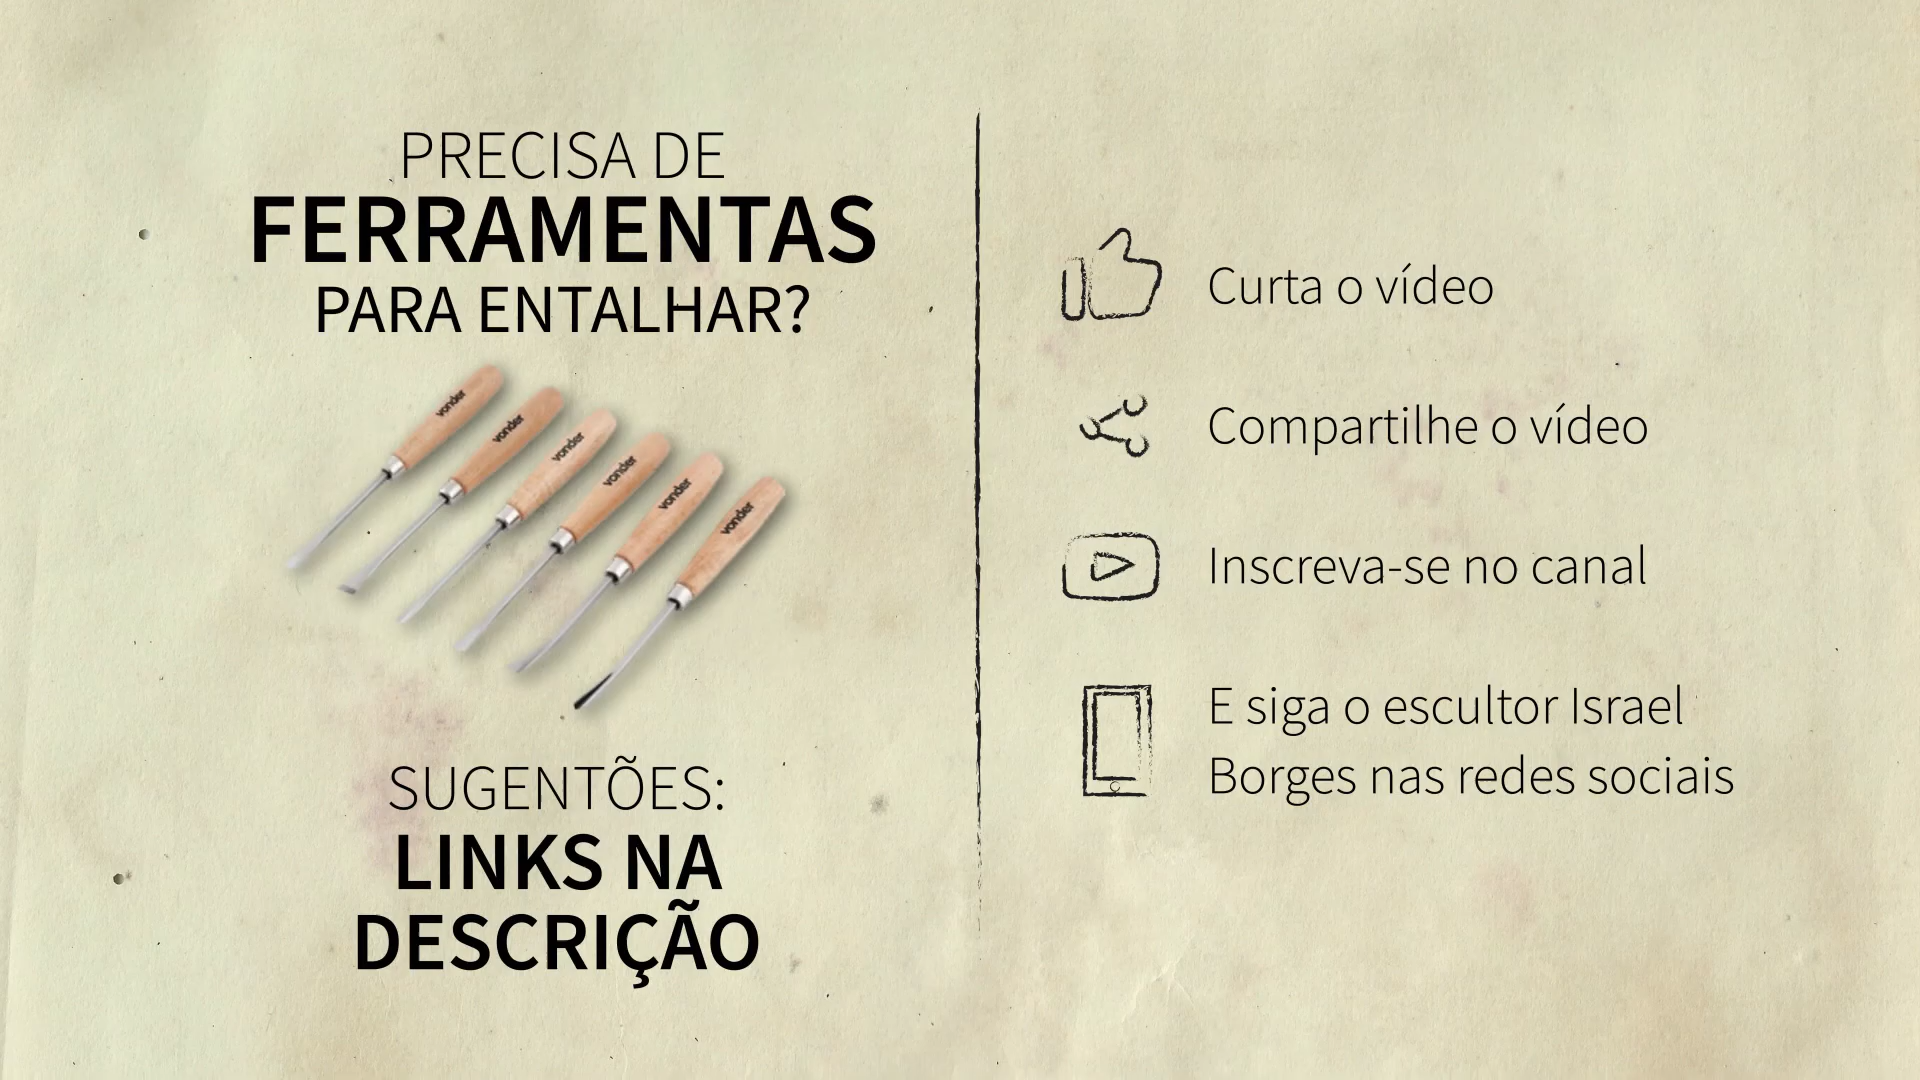 PRECISA DE
FERRAMENTAS
PARA ENTALHAR?
vonder
vonder
vonder
vonder
vonder
vonder
SUGENTÕES:
LINKS NA
DESCRIÇÃO
Curta o vídeo
Compartilhe o vídeo
Inscreva-se no canal
E siga o escultor Israel
Borges nas redes sociais